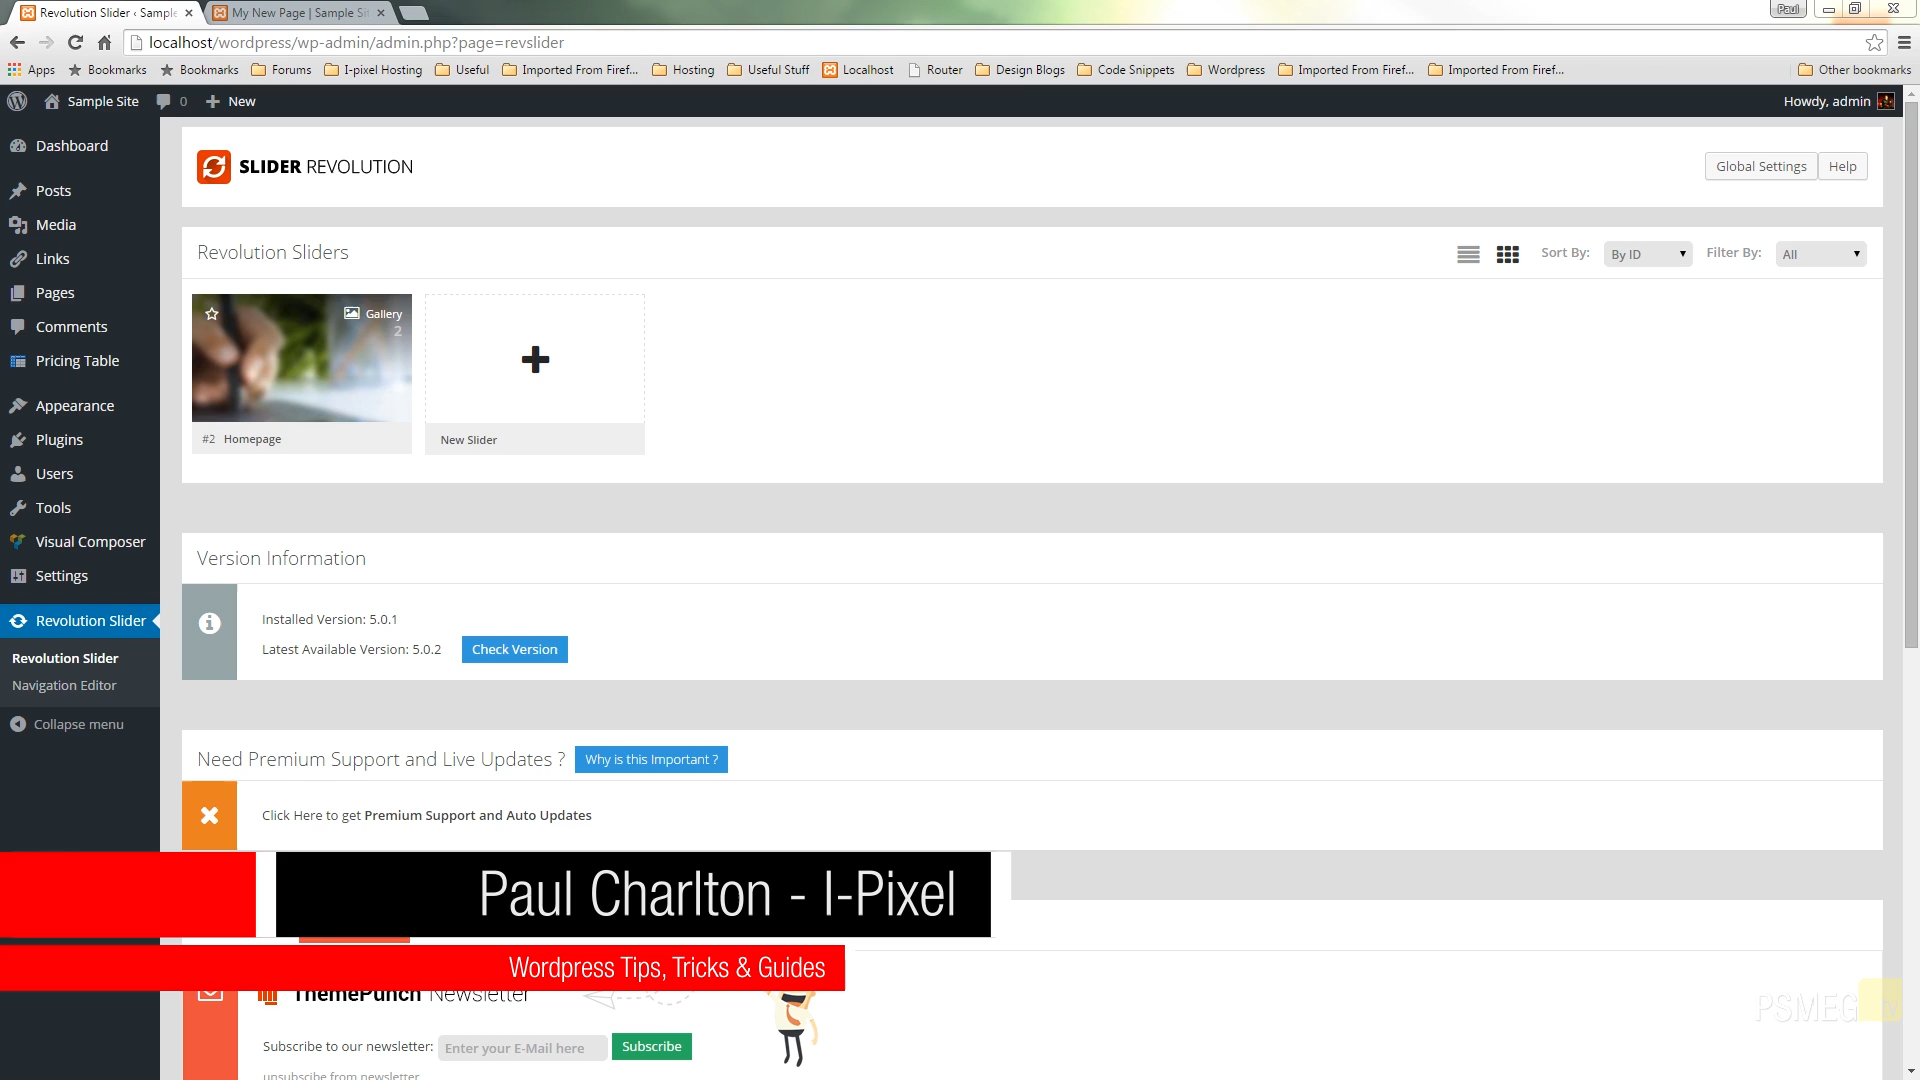 Revolution Slider ‹ Sample
My New Page | Sample Sit
Paul
localhost/wordpress/wp-admin/admin.php?page=revslider
Apps Bookmarks Bookmarks Forums I-pixel Hosting Useful Imported From Firef... Hosting Useful Stuff Localhost Router Design Blogs Code Snippets Wordpress Imported From Firef... Imported From Firef... Other bookmarks
Sample Site 0 New Howdy, admin
Dashboard
Posts
Media
Links
Pages
Comments
Pricing Table
Appearance
Plugins
Users
Tools
Visual Composer
Settings
Revolution Slider
Revolution Slider
Navigation Editor
Collapse menu
SLIDER REVOLUTION
Global Settings Help
Revolution Sliders
Sort By: By ID Filter By: All
Gallery
2
#2 Homepage
New Slider
Version Information
Installed Version: 5.0.1
Latest Available Version: 5.0.2 Check Version
Need Premium Support and Live Updates ? Why is this Important ?
Click Here to get Premium Support and Auto Updates
Paul Charlton - I-Pixel
Wordpress Tips, Tricks & Guides
ThemePunch Newsletter
PSMEG
Subscribe to our newsletter: Enter your E-Mail here Subscribe
unsubscribe from newsletter